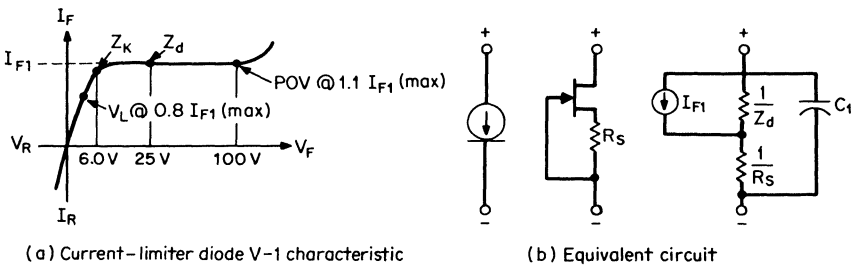 I_F
I_F1
Z_K
Z_d
POV @ 1.1 I_F1 (max)
V_L @ 0.8 I_F1 (max)
V_R
6.0 V
25 V
100 V
V_F
I_R
(a) Current-limiter diode V-1 characteristic
+
+
+
I_F1
1
Z_d
C_1
R_S
1
R_S
−
−
−
(b) Equivalent circuit